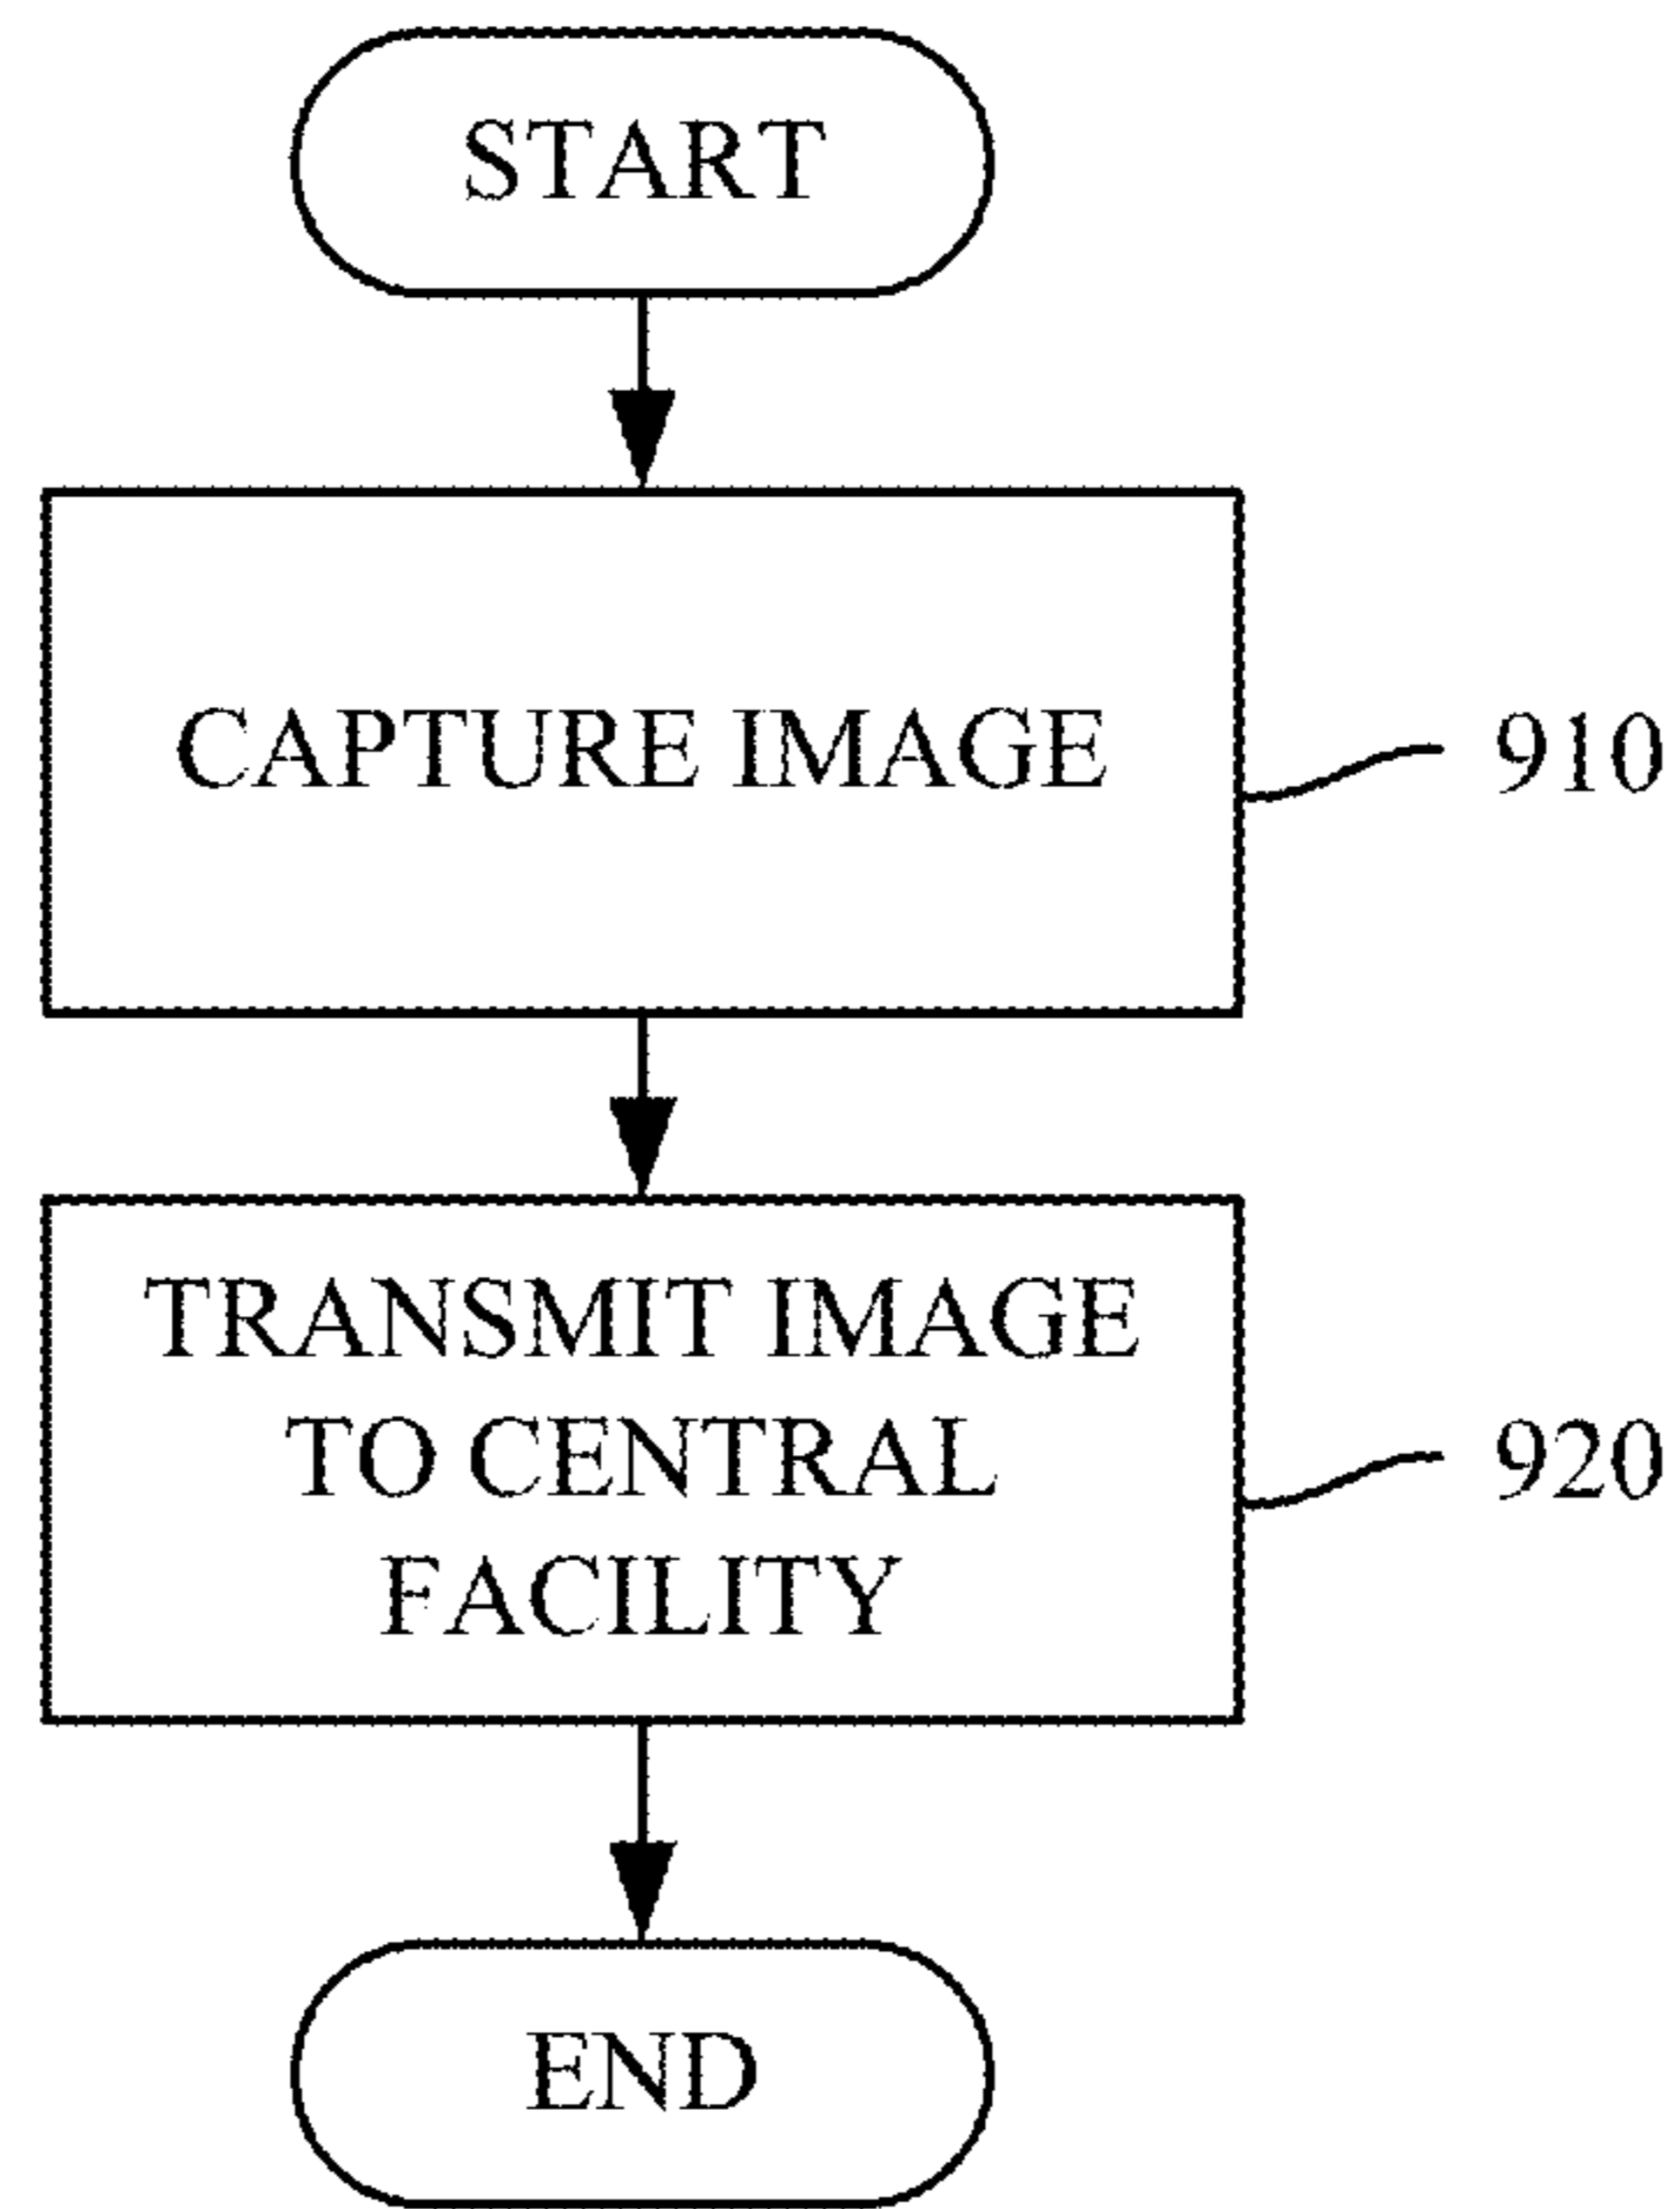 START
CAPTURE IMAGE
910
TRANSMIT IMAGE
TO CENTRAL
FACILITY
920
END